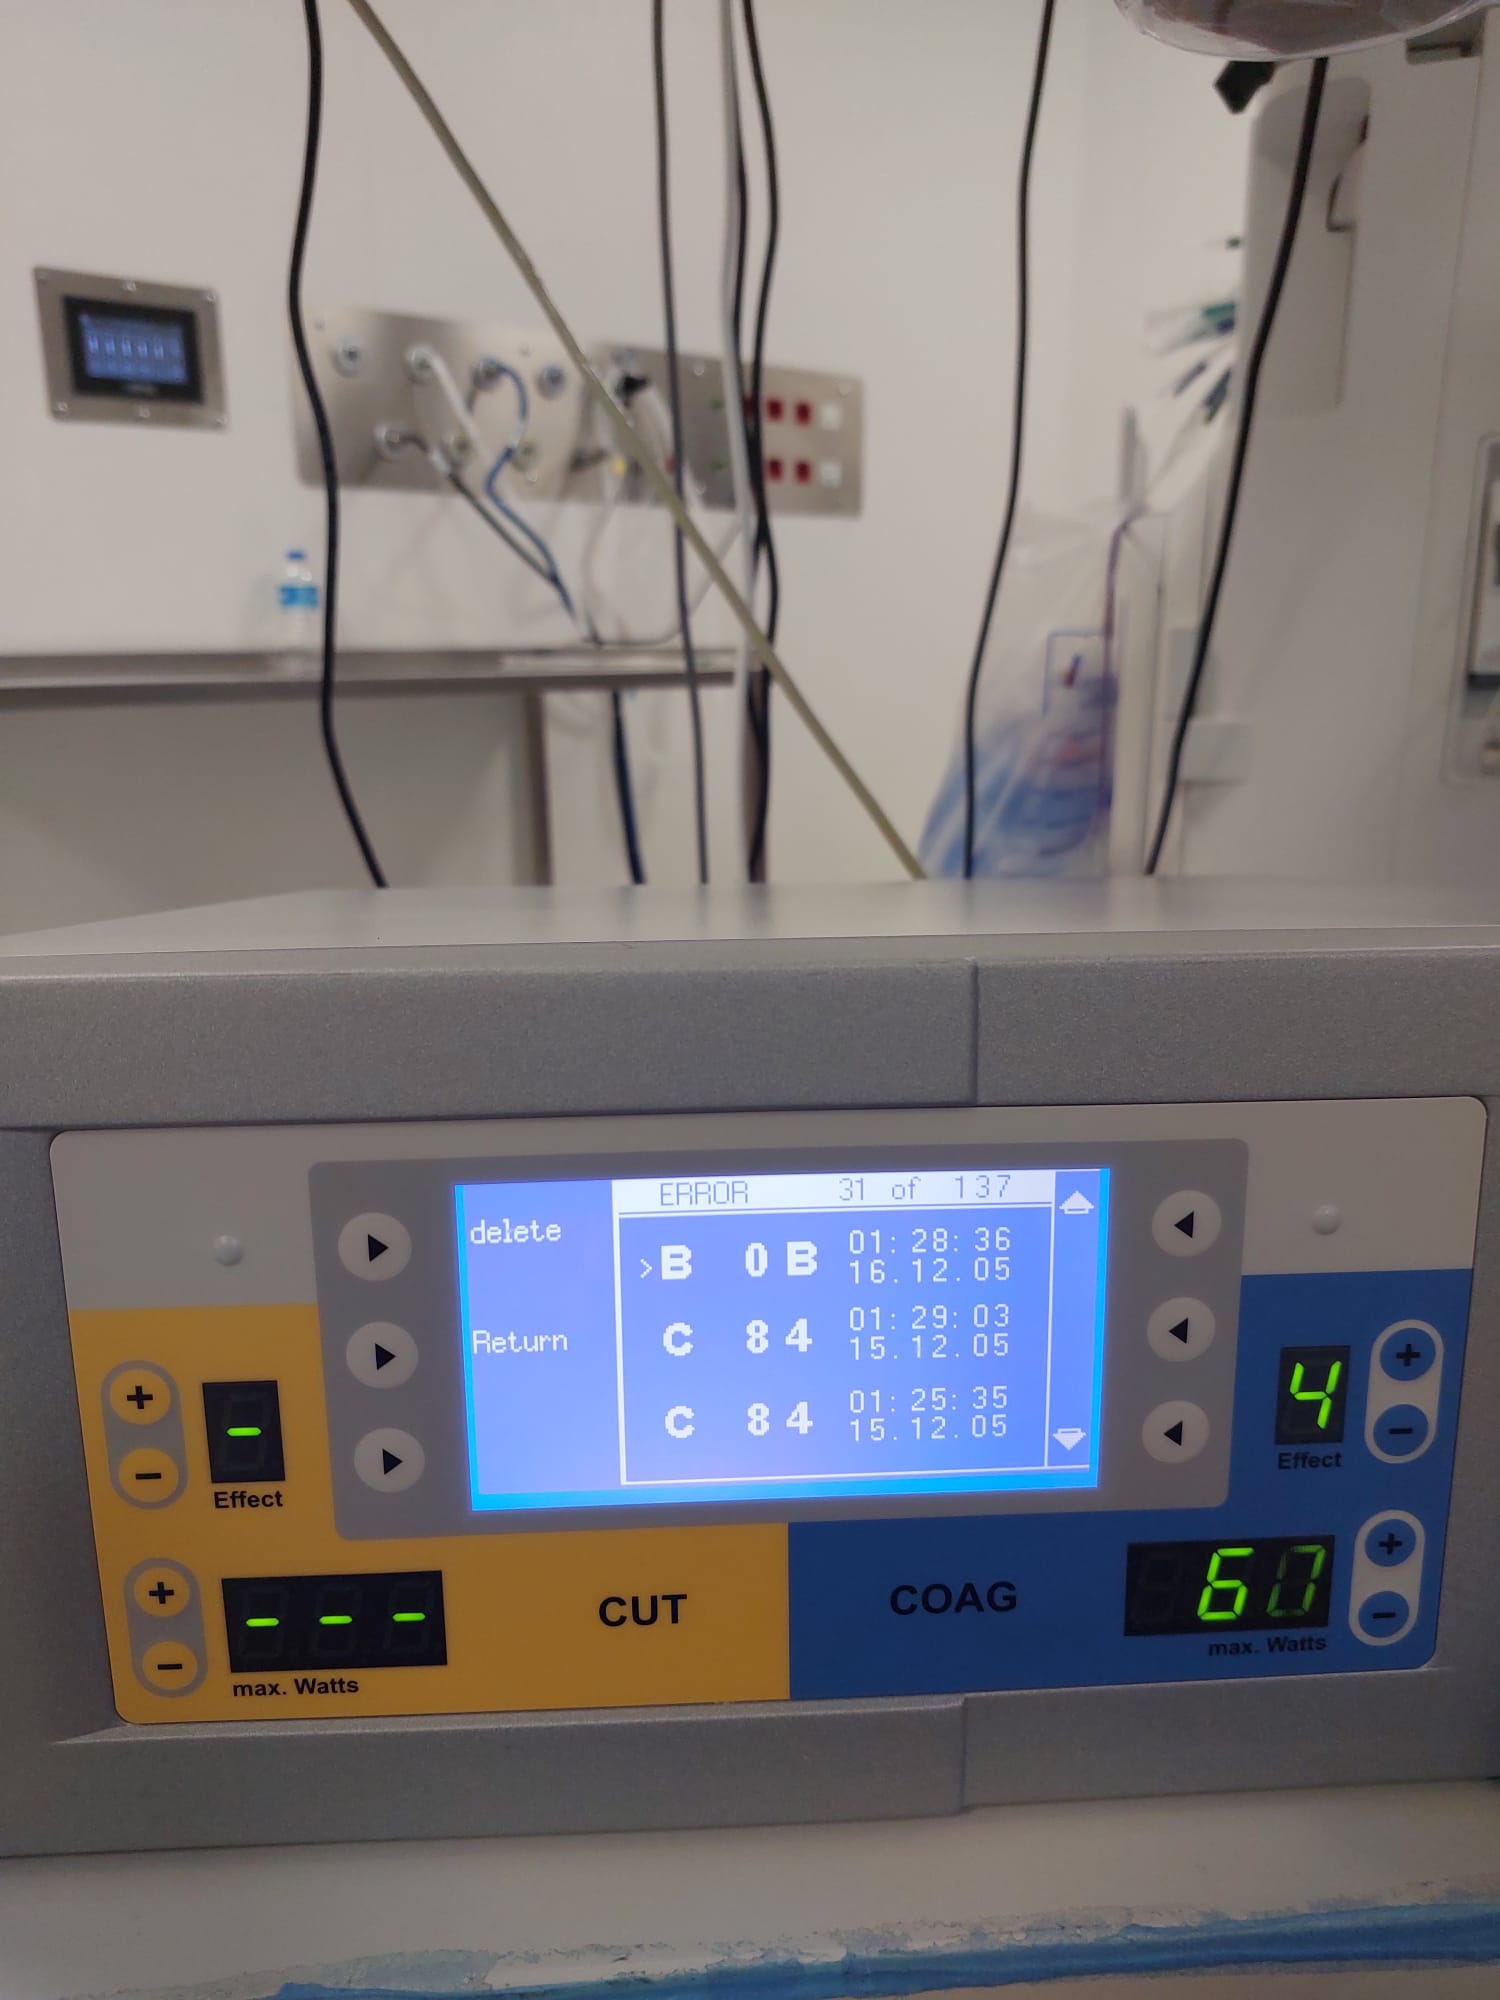 ERROR 31 of 137
delete
>B 0B 01:28:36
16.12.05
C 84 01:29:03
15.12.05
Return
C 84 01:25:35
15.12.05
+
-
-
Effect
4
Effect
+
-
+
-
- - -
max. Watts
CUT
COAG
60
max. Watts
+
-